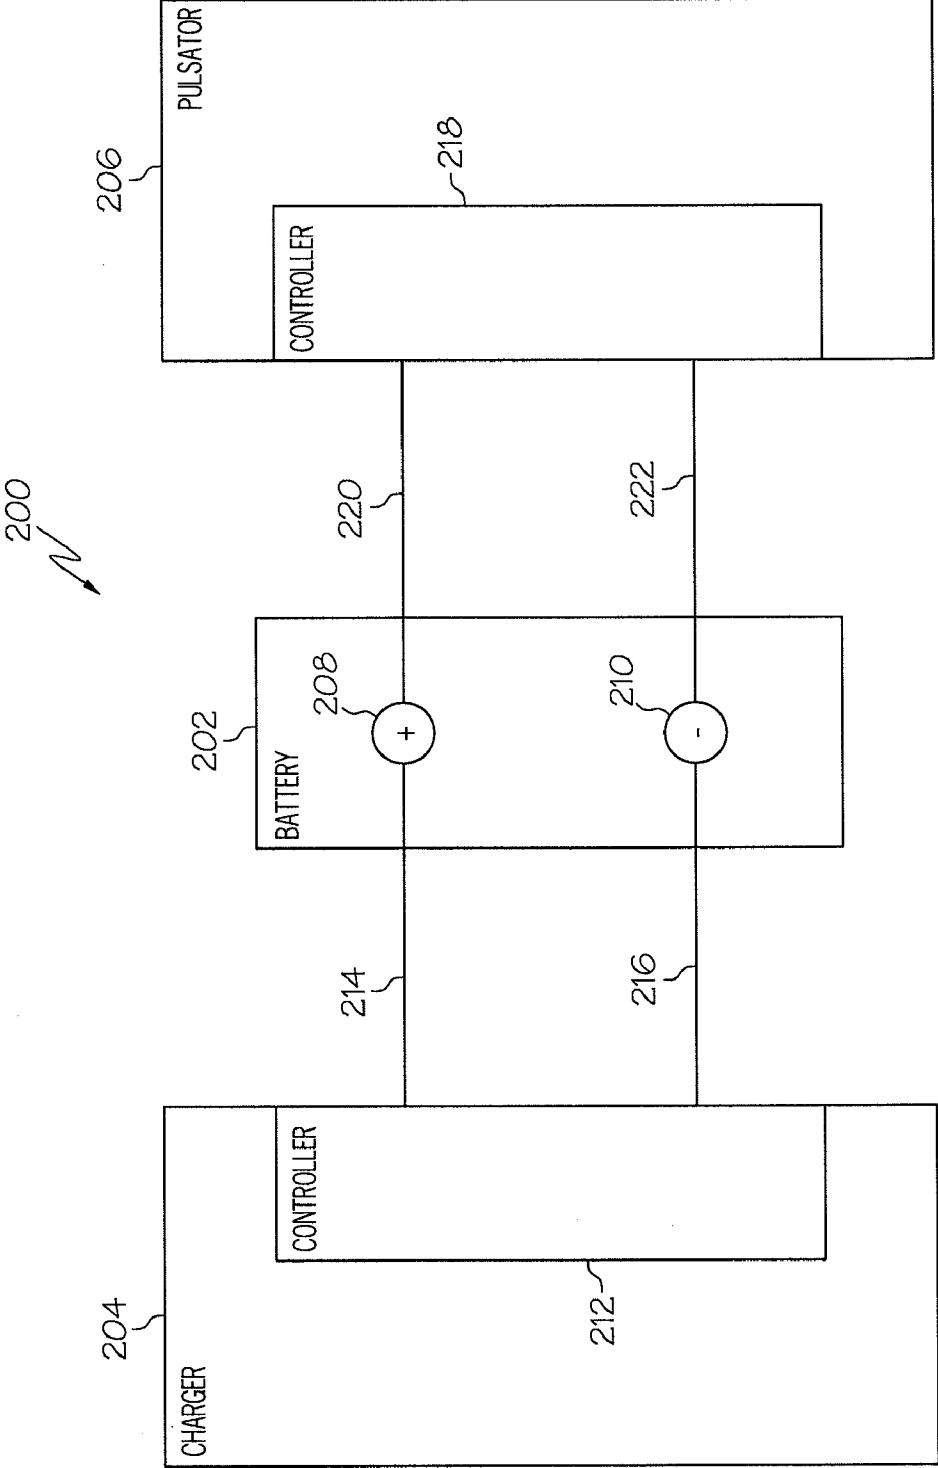 200
204
202
206
CHARGER
BATTERY
PULSATOR
CONTROLLER
CONTROLLER
214
208
+
220
218
212
216
210
-
222